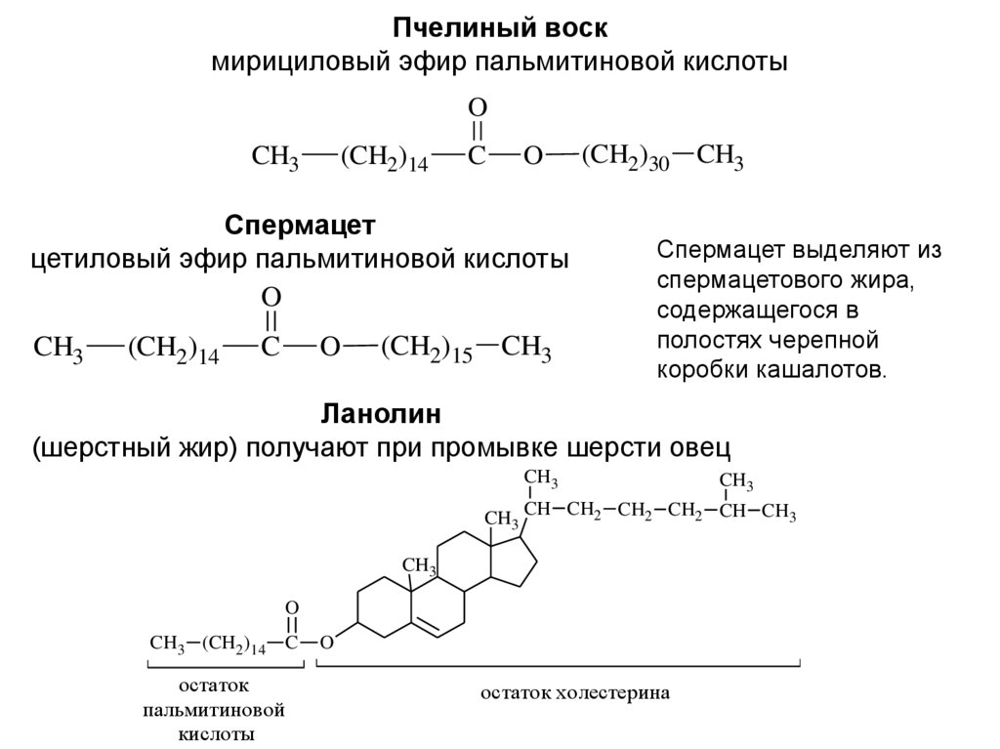 Пчелиный воск
мирициловый эфир пальмитиновой кислоты
O
CH3 (CH2)14 C O (CH2)30 CH3
Спермацет
цетиловый эфир пальмитиновой кислоты
O
CH3 (CH2)14 C O (CH2)15 CH3
Спермацет выделяют из
спермацетового жира,
содержащегося в
полостях черепной
коробки кашалотов.
Ланолин
(шерстный жир) получают при промывке шерсти овец
CH3 CH3
CH3 CH CH2 CH2 CH2 CH CH3
CH3
O
CH3 (CH2)14 C O
остаток
пальмитиновой
кислоты
остаток холестерина